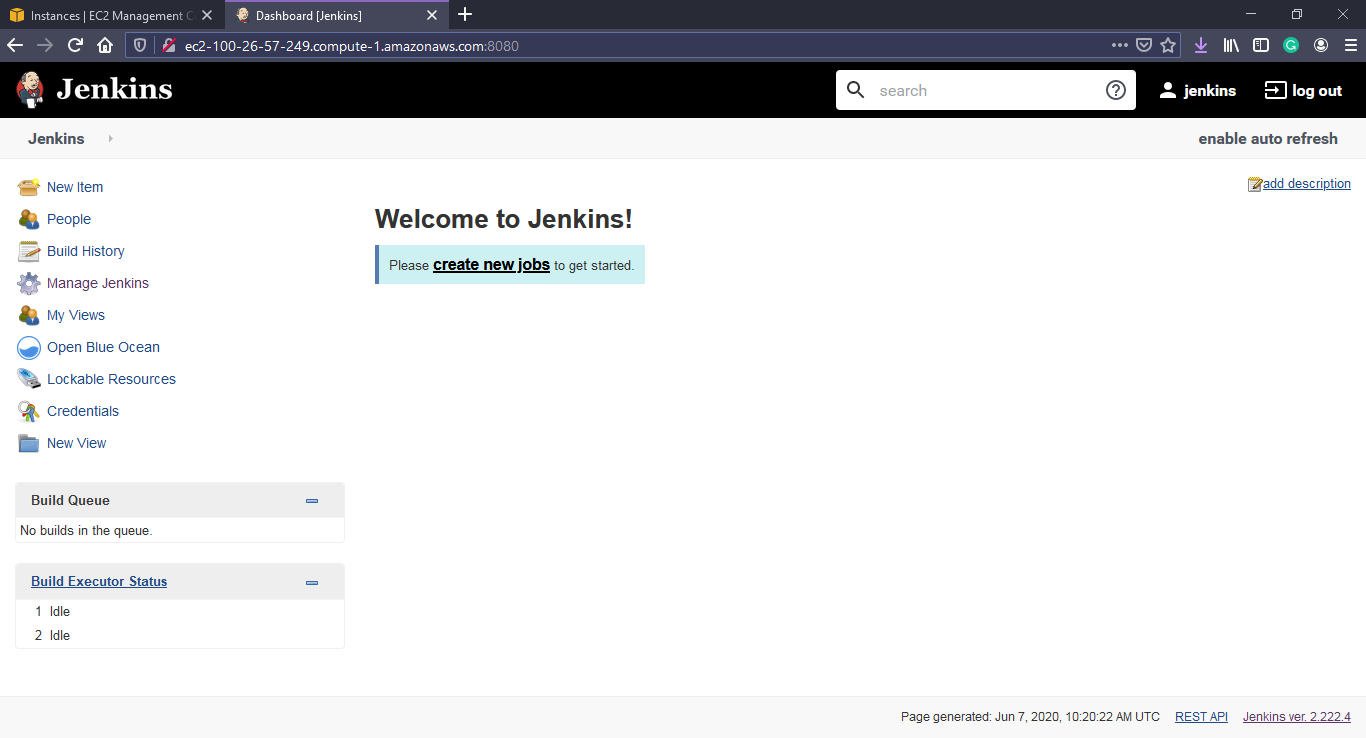 Instances | EC2 Management C
Dashboard [Jenkins]
ec2-100-26-57-249.compute-1.amazonaws.com:8080
Jenkins
search
jenkins
log out
Jenkins
enable auto refresh
add description
New Item
People
Build History
Manage Jenkins
My Views
Open Blue Ocean
Lockable Resources
Credentials
New View
Welcome to Jenkins!
Please create new jobs to get started.
Build Queue
No builds in the queue.
Build Executor Status
1 Idle
2 Idle
Page generated: Jun 7, 2020, 10:20:22 AM UTC REST API Jenkins ver. 2.222.4